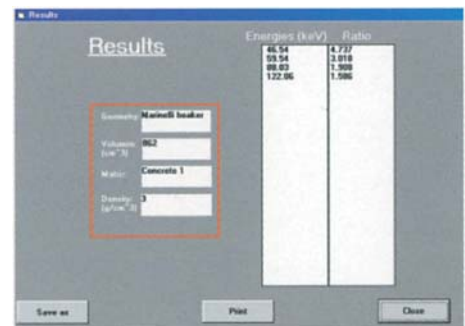 Results
Results
Energies (keV) Ratio
46.54 4.737
59.54 3.018
88.03 1.908
122.06 1.586
Geometry: Marinelli beaker
Volume: 862
(cm^3)
Matrix: Concrete 1
Density: 3
(g/cm^3)
Save as Print Close